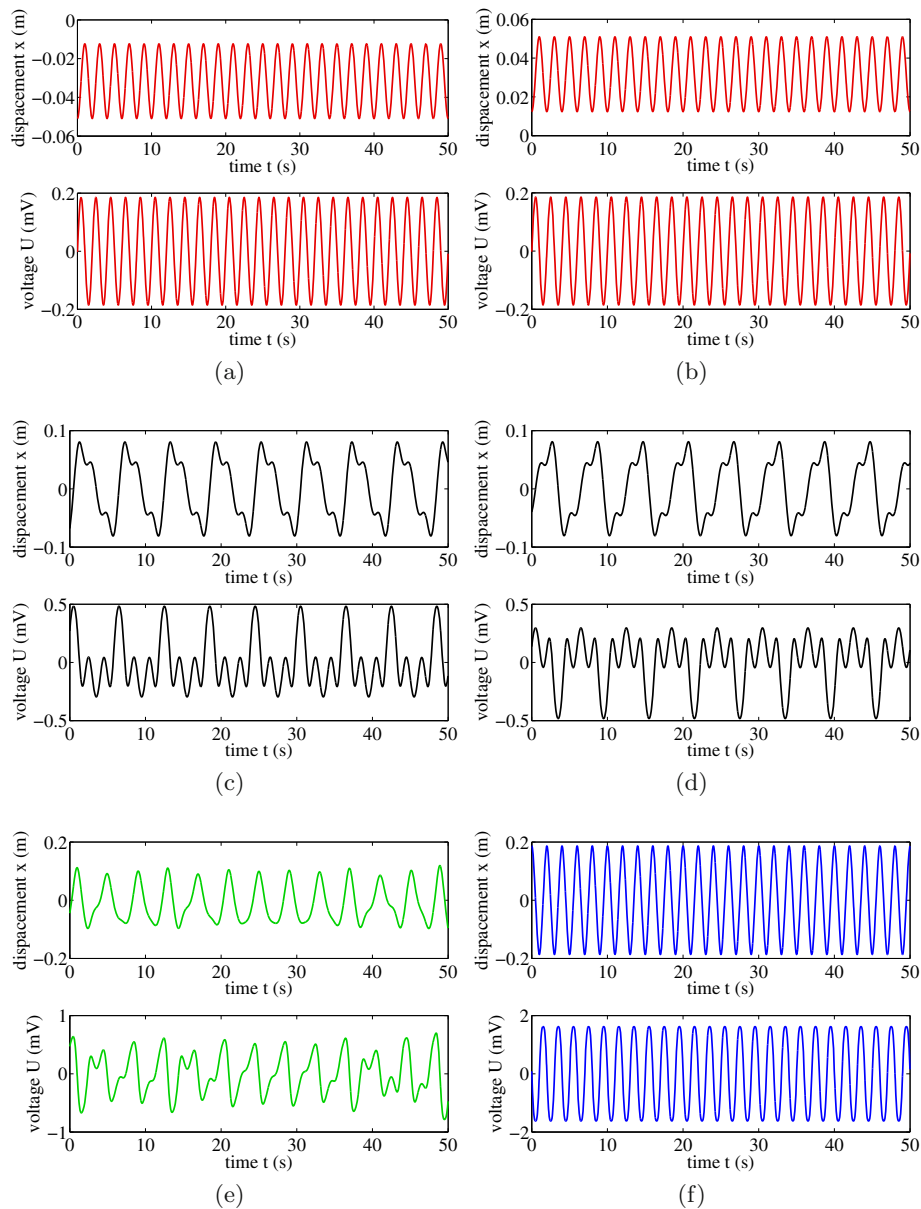 0
−0.02
−0.04
−0.06
dispacement x (m)
0 10 20 30 40 50
time t (s)
0.2
0
−0.2
voltage U (mV)
0 10 20 30 40 50
time t (s)
(a)
0.06
0.04
0.02
0
dispacement x (m)
0 10 20 30 40 50
time t (s)
0.2
0
−0.2
voltage U (mV)
0 10 20 30 40 50
time t (s)
(b)
0.1
0
−0.1
dispacement x (m)
0 10 20 30 40 50
time t (s)
0.5
0
−0.5
voltage U (mV)
0 10 20 30 40 50
time t (s)
(c)
0.1
0
−0.1
dispacement x (m)
0 10 20 30 40 50
time t (s)
0.5
0
−0.5
voltage U (mV)
0 10 20 30 40 50
time t (s)
(d)
0.2
0
−0.2
dispacement x (m)
0 10 20 30 40 50
time t (s)
1
0
−1
voltage U (mV)
0 10 20 30 40 50
time t (s)
(e)
0.2
0
−0.2
dispacement x (m)
0 10 20 30 40 50
time t (s)
2
0
−2
voltage U (mV)
0 10 20 30 40 50
time t (s)
(f)